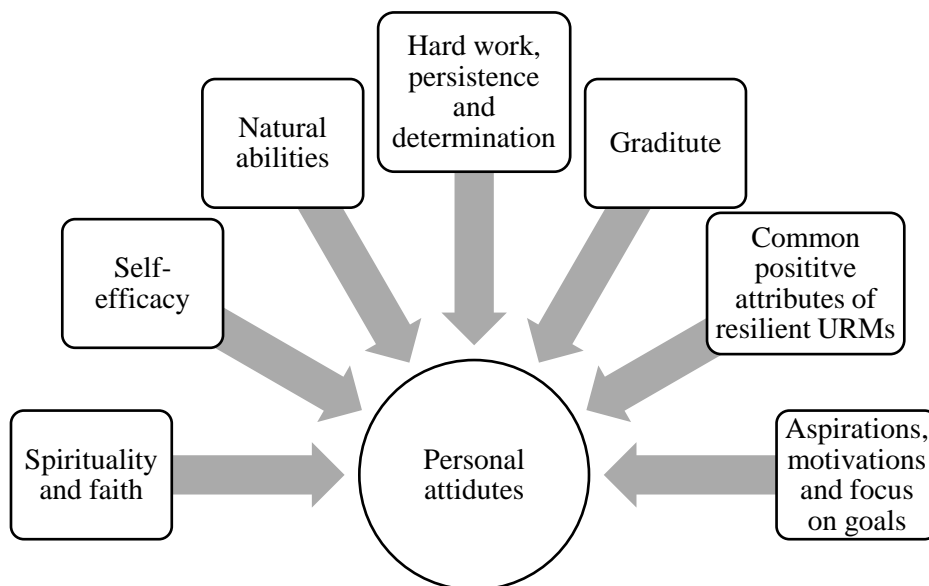 Hard work,
persistence
and
determination
Natural
abilities
Graditute
Self-
efficacy
Common
posititve
attributes of
resilient URMs
Spirituality
and faith
Personal
attidutes
Aspirations,
motivations
and focus
on goals